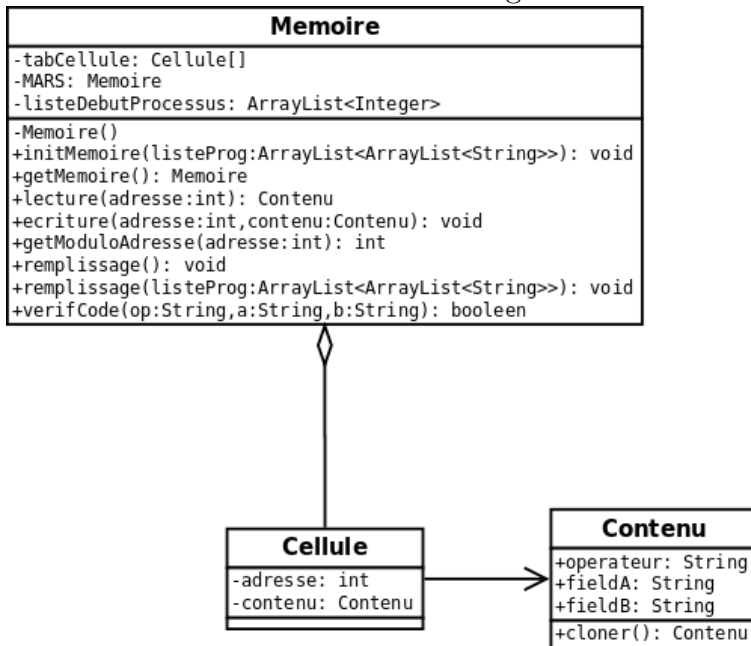 Memoire
-tabCellule: Cellule[]
-MARS: Memoire
-listeDebutProcessus: ArrayList<Integer>
-Memoire()
+initMemoire(listeProg:ArrayList<ArrayList<String>>): void
+getMemoire(): Memoire
+lecture(adresse:int): Contenu
+ecriture(adresse:int,contenu:Contenu): void
+getModuloAdresse(adresse:int): int
+remplissage(): void
+remplissage(listeProg:ArrayList<ArrayList<String>>): void
+verifCode(op:String,a:String,b:String): booleen
Cellule
-adresse: int
-contenu: Contenu
Contenu
+operateur: String
+fieldA: String
+fieldB: String
+cloner(): Contenu